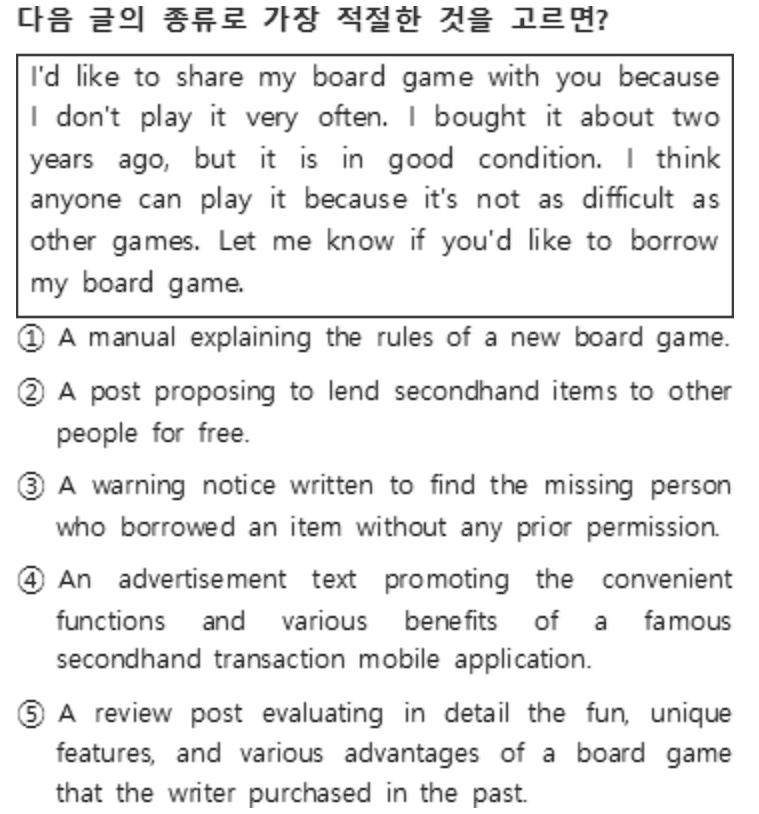 다음 글의 종류로 가장 적절한 것을 고르면?
I'd like to share my board game with you because
I don't play it very often. I bought it about two
years ago, but it is in good condition. I think
anyone can play it because it's not as difficult as
other games. Let me know if you'd like to borrow
my board game.
① A manual explaining the rules of a new board game.
② A post proposing to lend secondhand items to other
people for free.
③ A warning notice written to find the missing person
who borrowed an item without any prior permission.
④ An advertisement text promoting the convenient
functions and various benefits of a famous
secondhand transaction mobile application.
⑤ A review post evaluating in detail the fun, unique
features, and various advantages of a board game
that the writer purchased in the past.